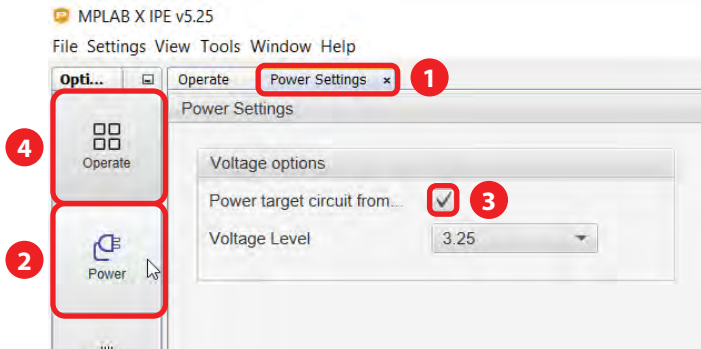 MPLAB X IPE v5.25
File Settings View Tools Window Help
Opti... Operate Power Settings × 1
Power Settings
4
Operate
Voltage options
Power target circuit from... 3
Voltage Level 3.25
2
Power